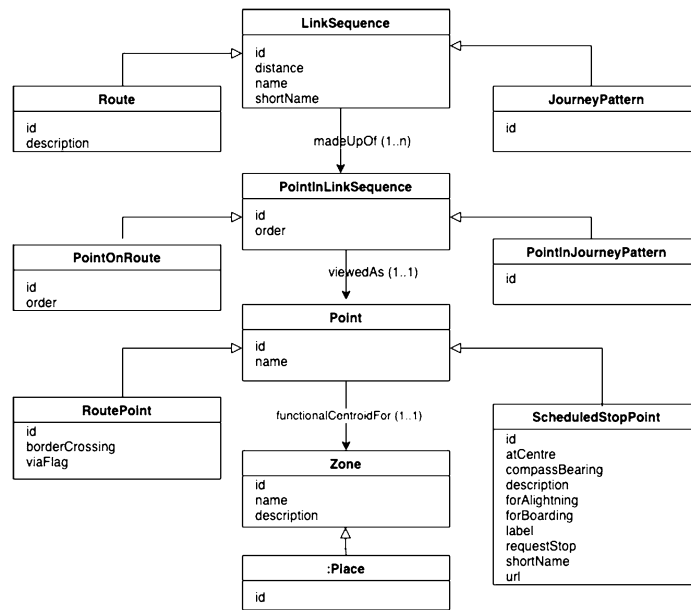 LinkSequence
id
distance
name
shortName
Route
id
description
JourneyPattern
id
madeUpOf (1..n)
PointInLinkSequence
id
order
PointOnRoute
id
order
PointInJourneyPattern
id
viewedAs (1..1)
Point
id
name
RoutePoint
id
borderCrossing
viaFlag
functionalCentroidFor (1..1)
ScheduledStopPoint
id
atCentre
compassBearing
description
forAlightning
forBoarding
label
requestStop
shortName
url
Zone
id
name
description
:Place
id